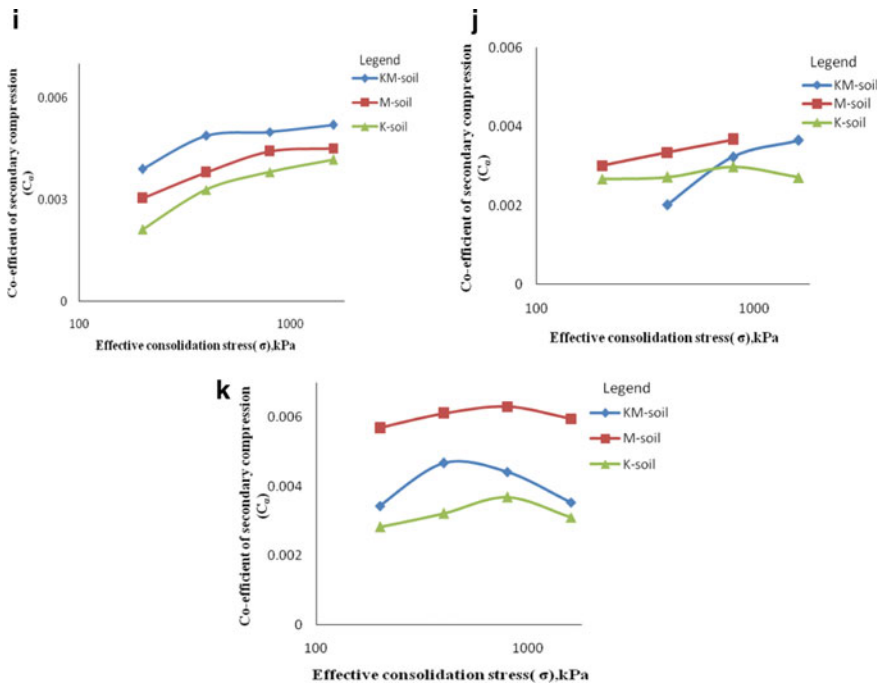 i
Co-efficient of secondary compression
(Cα)
0.006
0.003
0
100
1000
Effective consolidation stress( σ),kPa
Legend
KM-soil
M-soil
K-soil
j
Co-efficient of secondary compression
(Cα)
0.006
0.004
0.002
0
100
1000
Effective consolidation stress( σ),kPa
Legend
KM-soil
M-soil
K-soil
k
Co-efficient of secondary compression
(Cα)
0.006
0.004
0.002
0
100
1000
Effective consolidation stress( σ),kPa
Legend
KM-soil
M-soil
K-soil